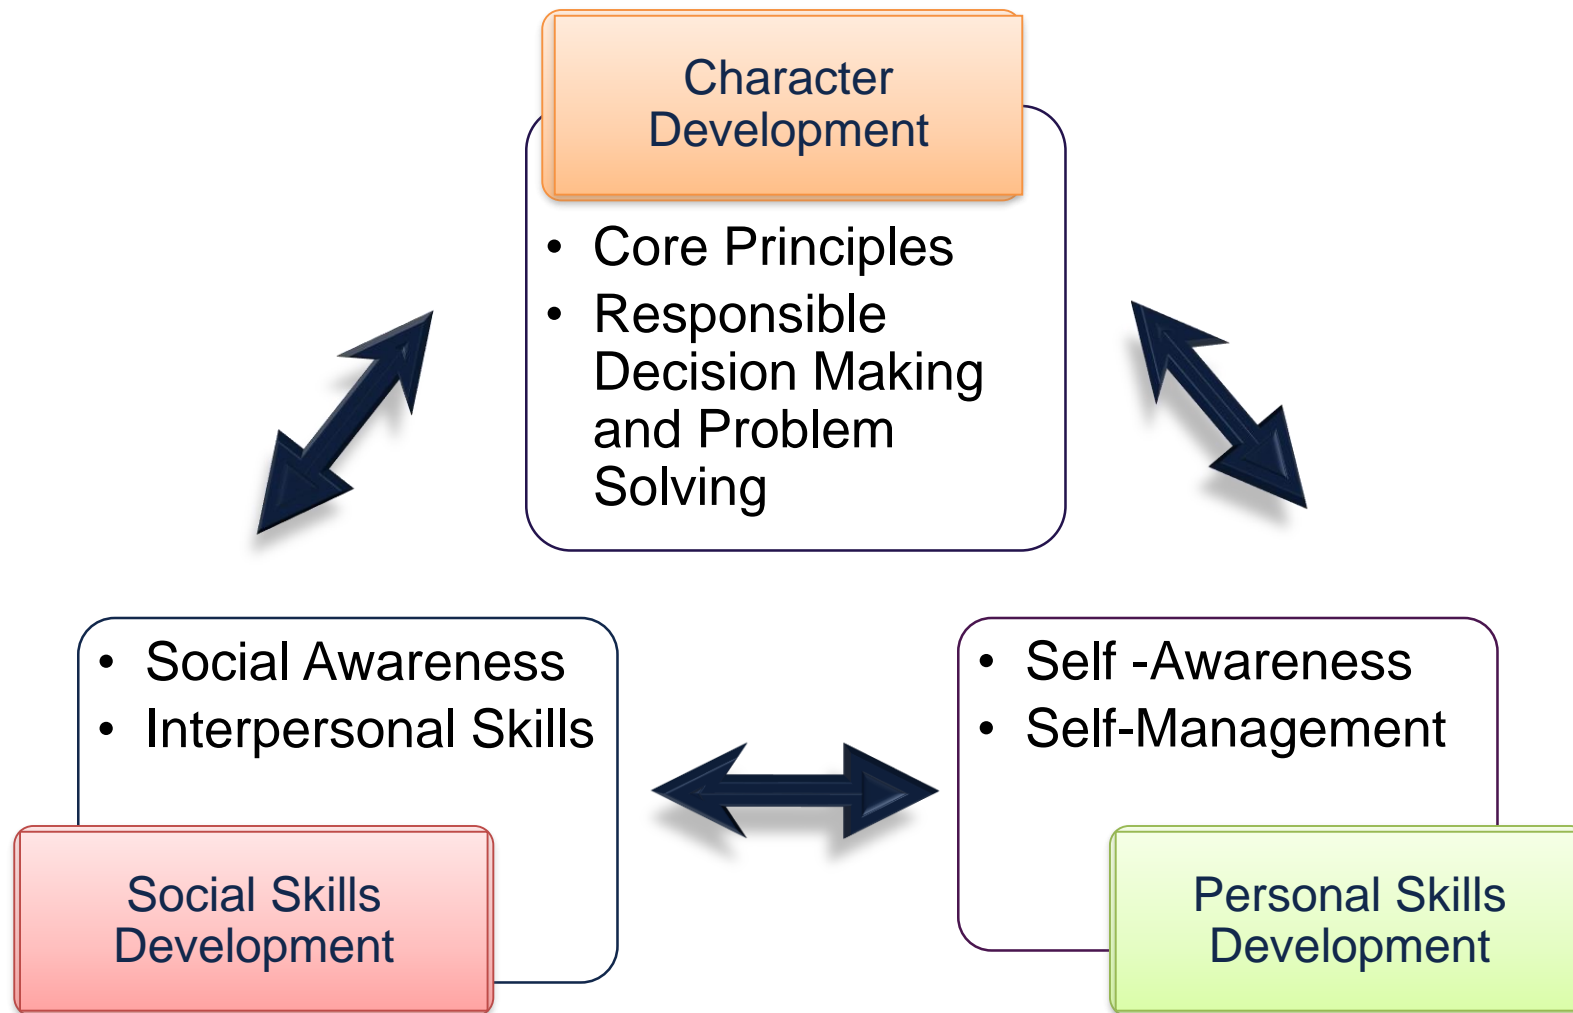 Character
Development
• Core Principles
• Responsible
Decision Making
and Problem
Solving
• Social Awareness
• Interpersonal Skills
Social Skills
Development
• Self -Awareness
• Self-Management
Personal Skills
Development